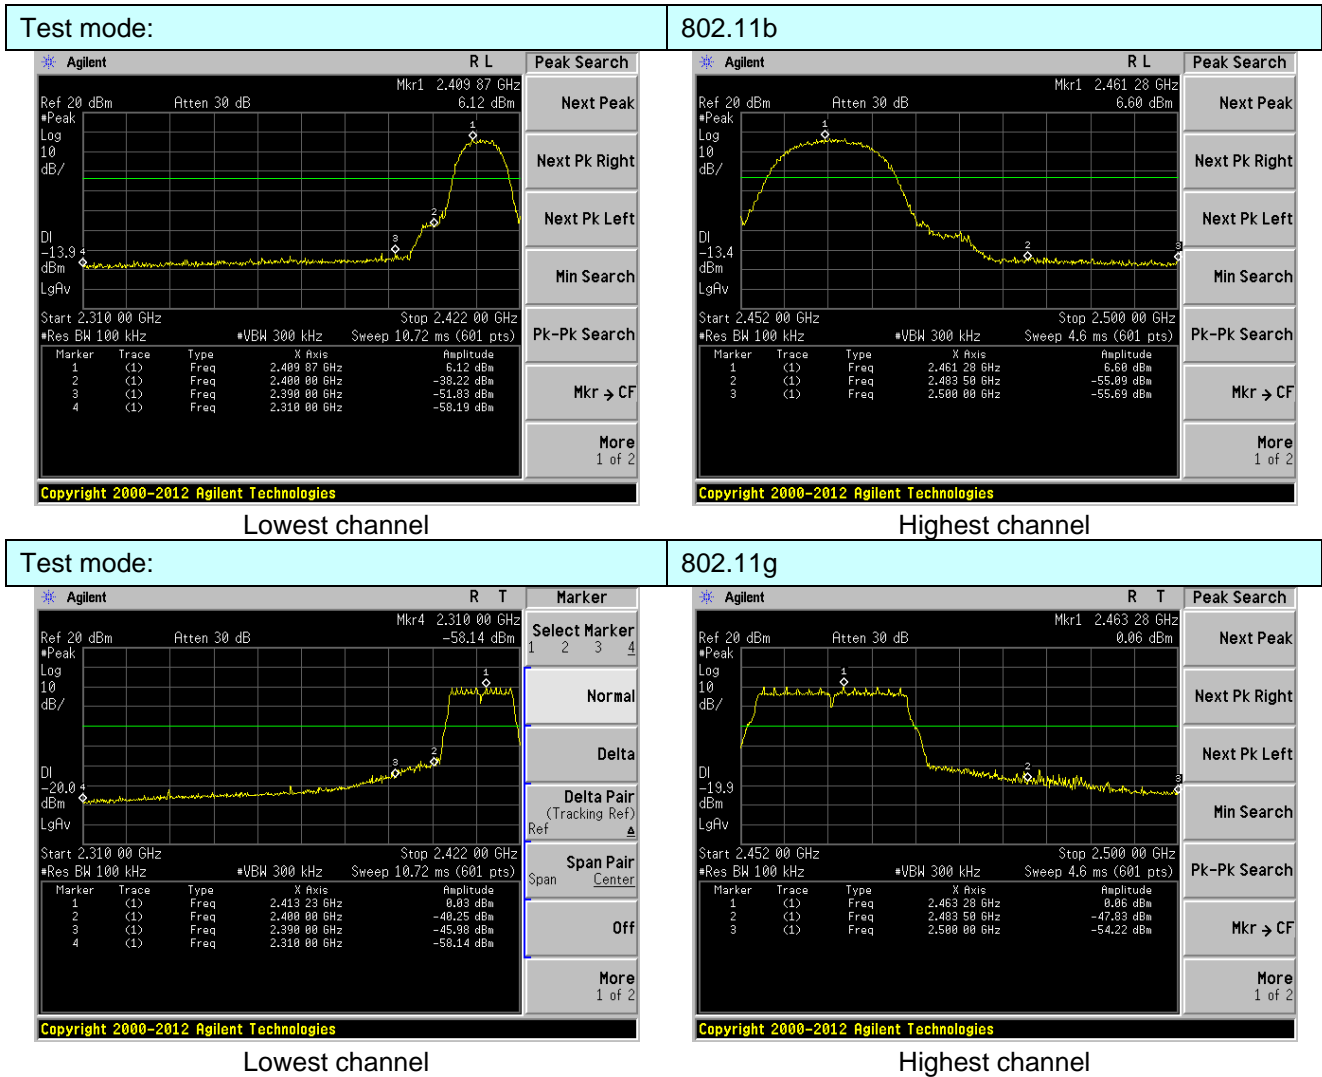 Test mode: 802.11b
Agilent R L Peak Search
Mkr1 2.409 87 GHz
Ref 20 dBm Atten 30 dB 6.12 dBm
#Peak
Log
10
dB/
DI
-13.9
dBm
LgAv
1
2
3
4
Start 2.310 00 GHz Stop 2.422 00 GHz
#Res BW 100 kHz #VBW 300 kHz Sweep 10.72 ms (601 pts)
Marker Trace Type X Axis Amplitude
1 (1) Freq 2.409 87 GHz 6.12 dBm
2 (1) Freq 2.400 00 GHz -38.22 dBm
3 (1) Freq 2.390 00 GHz -51.83 dBm
4 (1) Freq 2.310 00 GHz -58.19 dBm
Next Peak
Next Pk Right
Next Pk Left
Min Search
Pk-Pk Search
Mkr → CF
More
1 of 2
Copyright 2000-2012 Agilent Technologies
Lowest channel
Agilent R L Peak Search
Mkr1 2.461 28 GHz
Ref 20 dBm Atten 30 dB 6.60 dBm
#Peak
Log
10
dB/
DI
-13.4
dBm
LgAv
1
2
3
Start 2.452 00 GHz Stop 2.500 00 GHz
#Res BW 100 kHz #VBW 300 kHz Sweep 4.6 ms (601 pts)
Marker Trace Type X Axis Amplitude
1 (1) Freq 2.461 28 GHz 6.60 dBm
2 (1) Freq 2.483 50 GHz -55.09 dBm
3 (1) Freq 2.500 00 GHz -55.69 dBm
Next Peak
Next Pk Right
Next Pk Left
Min Search
Pk-Pk Search
Mkr → CF
More
1 of 2
Copyright 2000-2012 Agilent Technologies
Highest channel
Test mode: 802.11g
Agilent R T Marker
Mkr4 2.310 00 GHz
Ref 20 dBm Atten 30 dB -58.14 dBm
#Peak
Log
10
dB/
DI
-20.0
dBm
LgAv
1
2
3
4
Start 2.310 00 GHz Stop 2.422 00 GHz
#Res BW 100 kHz #VBW 300 kHz Sweep 10.72 ms (601 pts)
Marker Trace Type X Axis Amplitude
1 (1) Freq 2.413 23 GHz 0.03 dBm
2 (1) Freq 2.400 00 GHz -40.25 dBm
3 (1) Freq 2.390 00 GHz -45.98 dBm
4 (1) Freq 2.310 00 GHz -58.14 dBm
Select Marker
1 2 3 4
Normal
Delta
Delta Pair
(Tracking Ref)
Ref Δ
Span Pair
Span Center
Off
More
1 of 2
Copyright 2000-2012 Agilent Technologies
Lowest channel
Agilent R T Peak Search
Mkr1 2.463 28 GHz
Ref 20 dBm Atten 30 dB 0.06 dBm
#Peak
Log
10
dB/
DI
-19.9
dBm
LgAv
1
2
3
Start 2.452 00 GHz Stop 2.500 00 GHz
#Res BW 100 kHz #VBW 300 kHz Sweep 4.6 ms (601 pts)
Marker Trace Type X Axis Amplitude
1 (1) Freq 2.463 28 GHz 0.06 dBm
2 (1) Freq 2.483 50 GHz -47.83 dBm
3 (1) Freq 2.500 00 GHz -54.22 dBm
Next Peak
Next Pk Right
Next Pk Left
Min Search
Pk-Pk Search
Mkr → CF
More
1 of 2
Copyright 2000-2012 Agilent Technologies
Highest channel